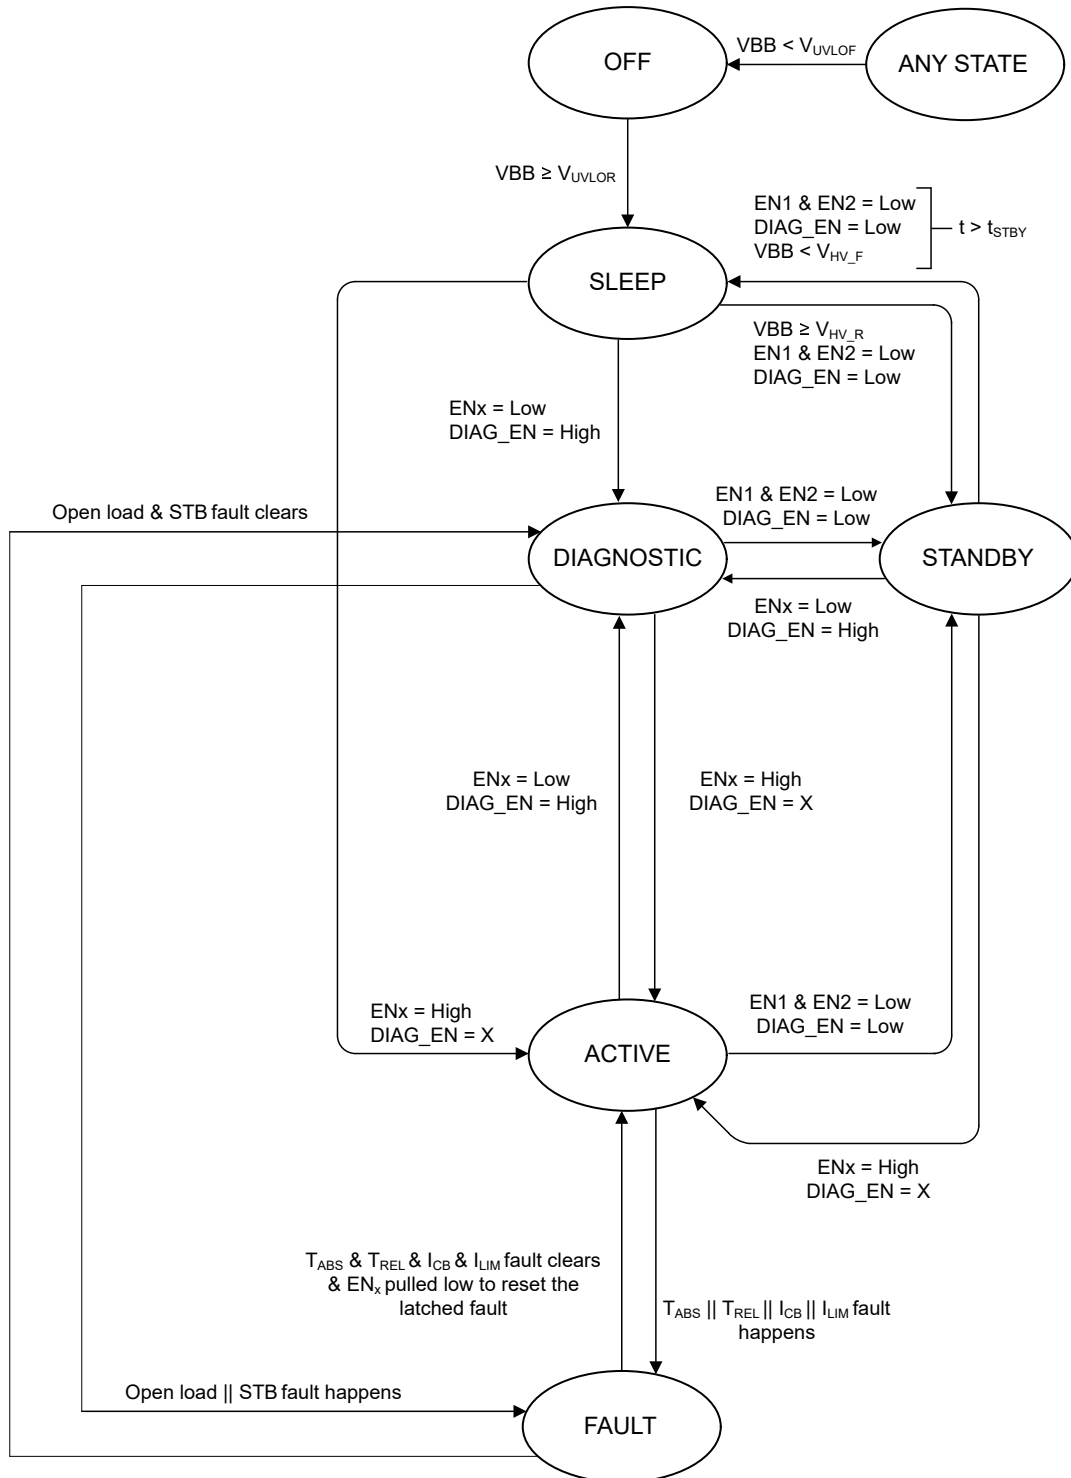 VBB < VUVLOF
OFF
ANY STATE
VBB ≥ VUVLOR
EN1 & EN2 = Low
DIAG_EN = Low
VBB < VHV_F
t > tSTBY
SLEEP
VBB ≥ VHV_R
EN1 & EN2 = Low
DIAG_EN = Low
ENx = Low
DIAG_EN = High
Open load & STB fault clears
EN1 & EN2 = Low
DIAG_EN = Low
DIAGNOSTIC
STANDBY
ENx = Low
DIAG_EN = High
ENx = Low
DIAG_EN = High
ENx = High
DIAG_EN = X
ENx = High
DIAG_EN = X
EN1 & EN2 = Low
DIAG_EN = Low
ACTIVE
ENx = High
DIAG_EN = X
TABS & TREL & ICB & ILIM fault clears
& ENx pulled low to reset the
latched fault
TABS || TREL || ICB || ILIM fault
happens
Open load || STB fault happens
FAULT